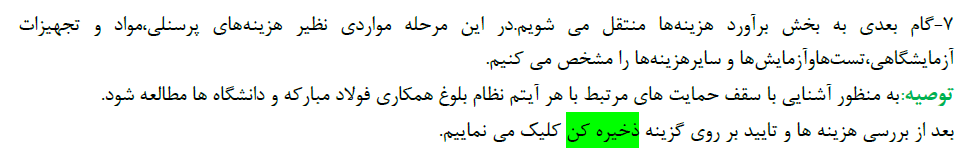 ۷-گام بعدی به بخش برآورد هزینه‌ها منتقل می شویم.در این مرحله مواردی نظیر هزینه‌های پرسنلی،مواد و تجهیزات
آزمایشگاهی،تست‌هاوآزمایش‌ها و سایرهزینه‌ها را مشخص می کنیم.
توصیه:به منظور آشنایی با سقف حمایت های مرتبط با هر آیتم نظام بلوغ همکاری فولاد مبارکه و دانشگاه ها مطالعه شود.
بعد از بررسی هزینه ها و تایید بر روی گزینه ذخیره کن کلیک می نماییم.